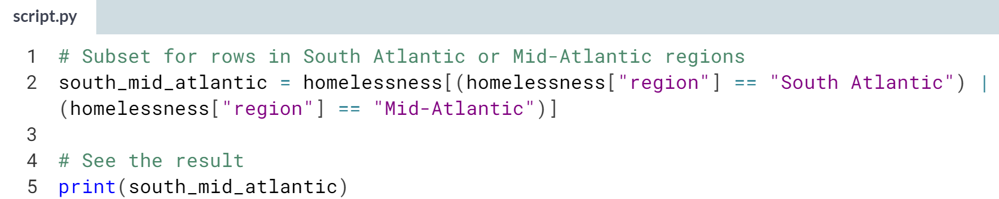 script.py
1 # Subset for rows in South Atlantic or Mid-Atlantic regions
2 south_mid_atlantic = homelessness[(homelessness["region"] == "South Atlantic") |
(homelessness["region"] == "Mid-Atlantic")]
3
4 # See the result
5 print(south_mid_atlantic)